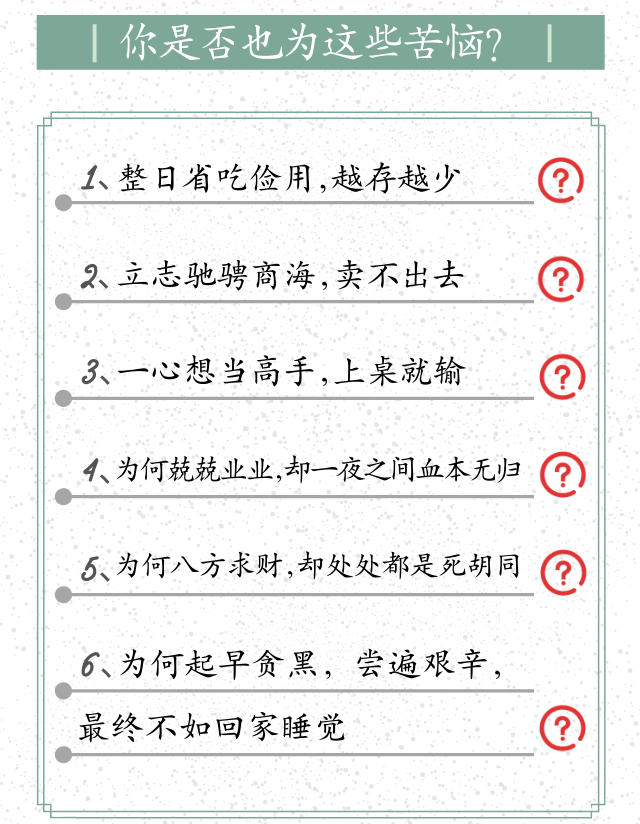 你是否也为这些苦恼?
1、整日省吃俭用,越存越少
2、立志驰骋商海,卖不出去
3、一心想当高手,上桌就输
4、为何兢兢业业,却一夜之间血本无归
5、为何八方求财,却处处都是死胡同
6、为何起早贪黑，尝遍艰辛，
最终不如回家睡觉